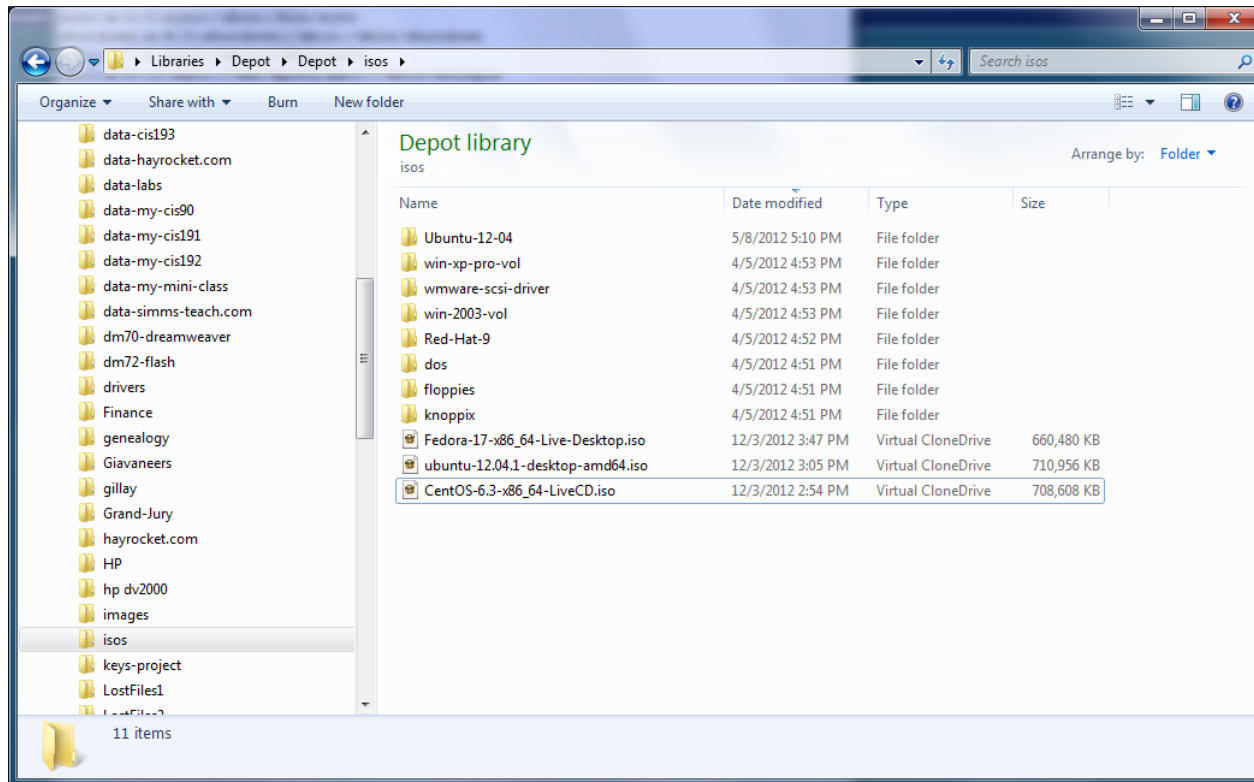 Libraries Depot Depot isos Search isos
Organize Share with Burn New folder
data-cis193
data-hayrocket.com
data-labs
data-my-cis90
data-my-cis191
data-my-cis192
data-my-mini-class
data-simms-teach.com
dm70-dreamweaver
dm72-flash
drivers
Finance
genealogy
Giavaneers
gillay
Grand-Jury
hayrocket.com
HP
hp dv2000
images
isos
keys-project
LostFiles1
Depot library
isos
Arrange by: Folder
Name Date modified Type Size
Ubuntu-12-04 5/8/2012 5:10 PM File folder
win-xp-pro-vol 4/5/2012 4:53 PM File folder
wmware-scsi-driver 4/5/2012 4:53 PM File folder
win-2003-vol 4/5/2012 4:53 PM File folder
Red-Hat-9 4/5/2012 4:52 PM File folder
dos 4/5/2012 4:51 PM File folder
floppies 4/5/2012 4:51 PM File folder
knoppix 4/5/2012 4:51 PM File folder
Fedora-17-x86_64-Live-Desktop.iso 12/3/2012 3:47 PM Virtual CloneDrive 660,480 KB
ubuntu-12.04.1-desktop-amd64.iso 12/3/2012 3:05 PM Virtual CloneDrive 710,956 KB
CentOS-6.3-x86_64-LiveCD.iso 12/3/2012 2:54 PM Virtual CloneDrive 708,608 KB
11 items